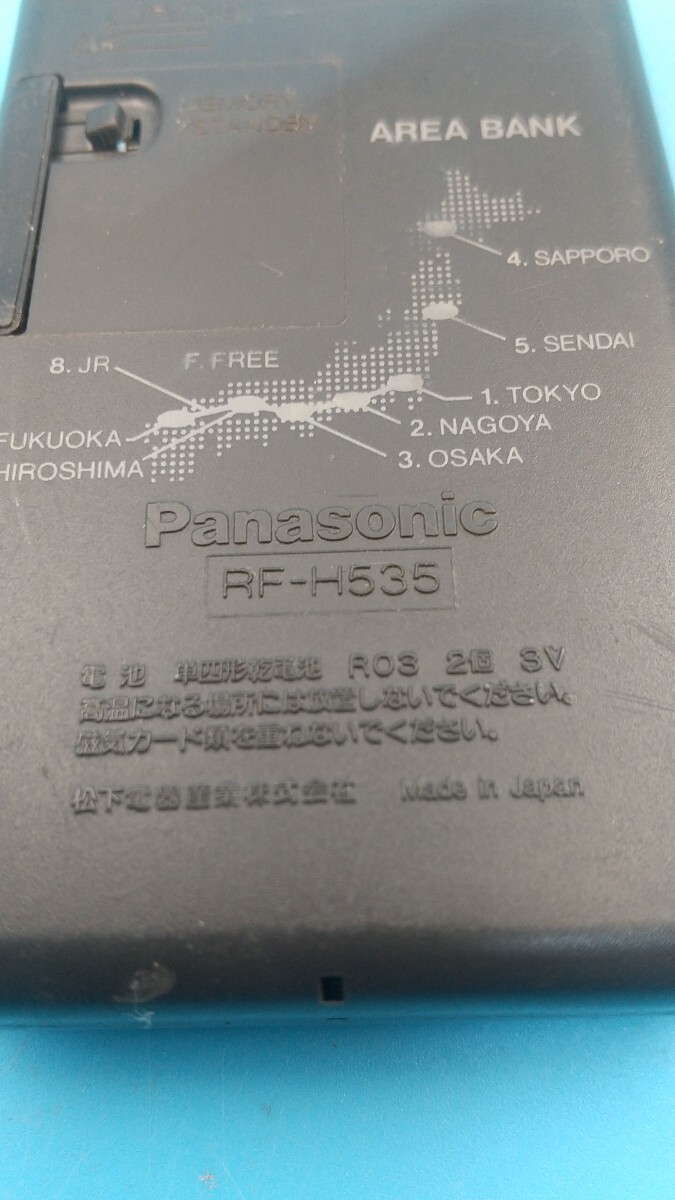 MEMORY
STANDBY
AREA BANK
4. SAPPORO
5. SENDAI
8. JR
F. FREE
1. TOKYO
FUKUOKA
2. NAGOYA
HIROSHIMA
3. OSAKA
Panasonic
RF-H535
電池 単四形乾電池 R03 2個 3V
高温になる場所には放置しないでください。
磁気カード類を重ねないでください。
松下電器産業株式会社 Made in Japan